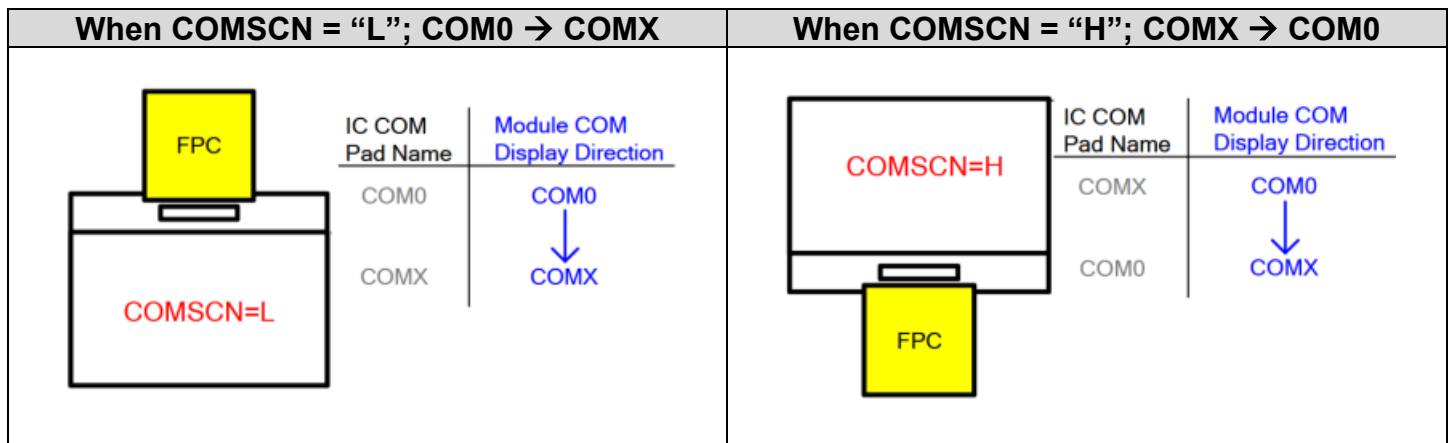 When COMSCN = “L”; COM0 → COMX
When COMSCN = “H”; COMX → COM0
FPC
COMSCN=L
IC COM
Pad Name
Module COM
Display Direction
COM0
COM0
COMX
COMX
COMSCN=H
FPC
IC COM
Pad Name
Module COM
Display Direction
COMX
COM0
COM0
COMX